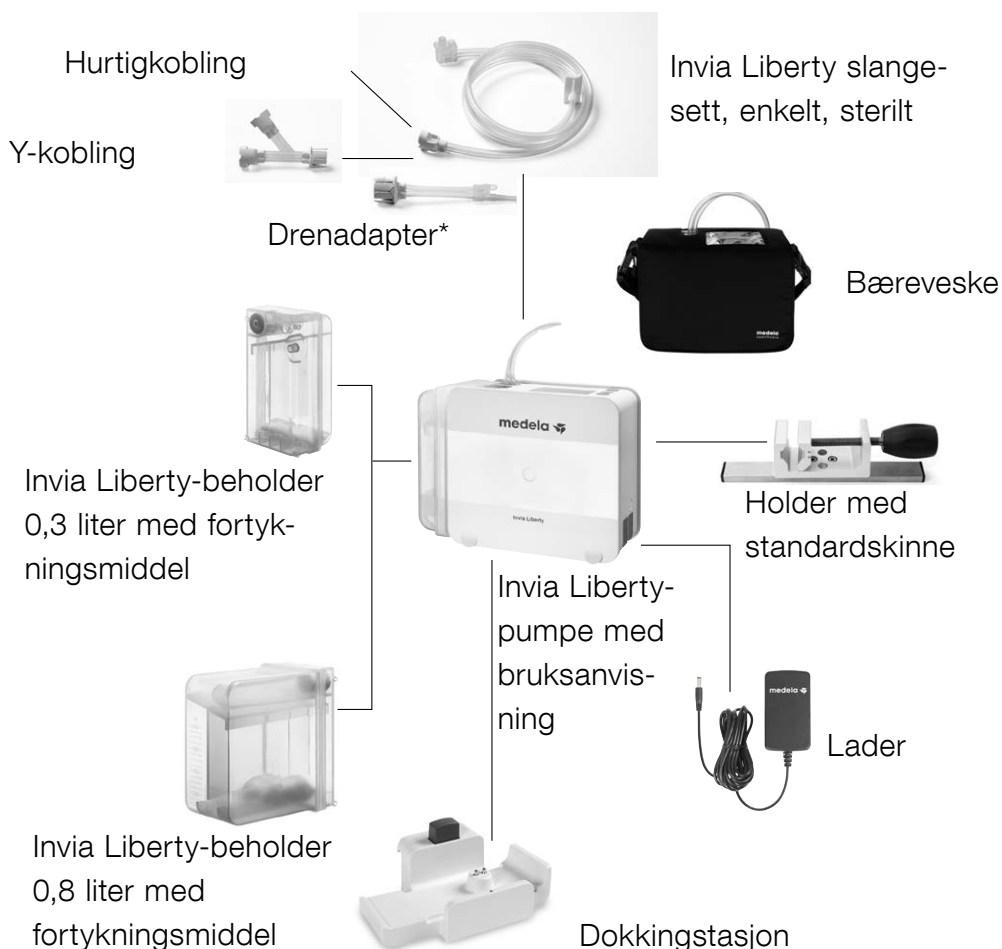 Hurtigkobling
Invia Liberty slange-
sett, enkelt, sterilt
Y-kobling
Drenadapter*
Bæreveske
medela
medela
Invia Liberty
Invia Liberty-beholder
0,3 liter med fortyk-
ningsmiddel
Holder med
standardskinne
Invia Liberty-
pumpe med
bruksanvis-
ning
medela
Lader
Invia Liberty-beholder
0,8 liter med
fortykningsmiddel
Dokkingstasjon